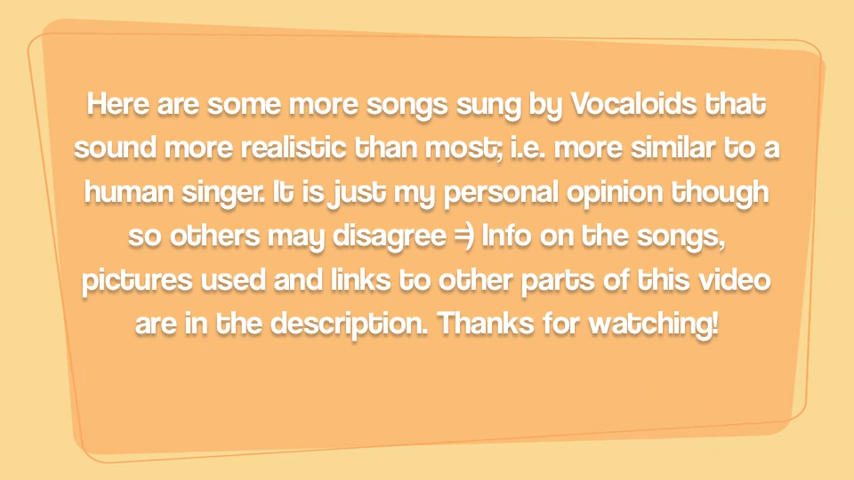 Here are some more songs sung by Vocaloids that
sound more realistic than most; i.e. more similar to a
human singer. It is just my personal opinion though
so others may disagree =) Info on the songs,
pictures used and links to other parts of this video
are in the description. Thanks for watching!